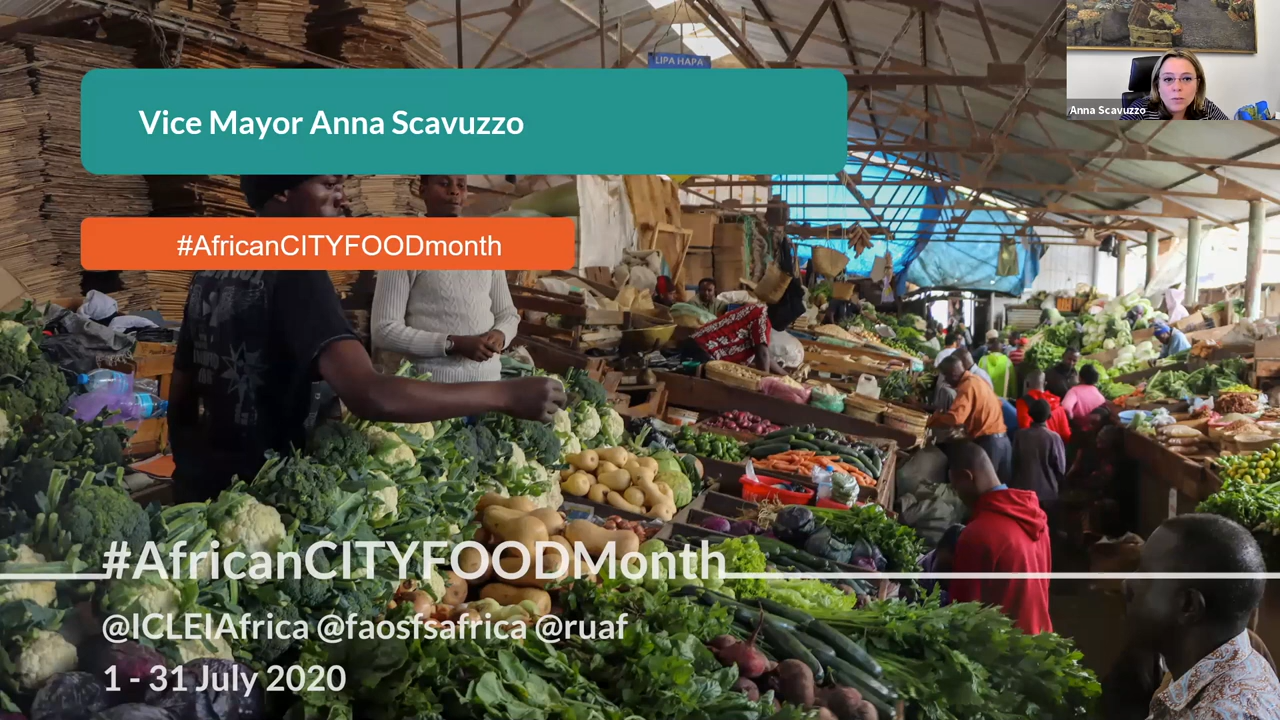 LIPA HAPA
Anna Scavuzzo
Vice Mayor Anna Scavuzzo
#AfricanCITYFOODmonth
#AfricanCITYFOODMonth
@ICLEIAfrica @faosfsafrica @ruaf
1 - 31 July 2020